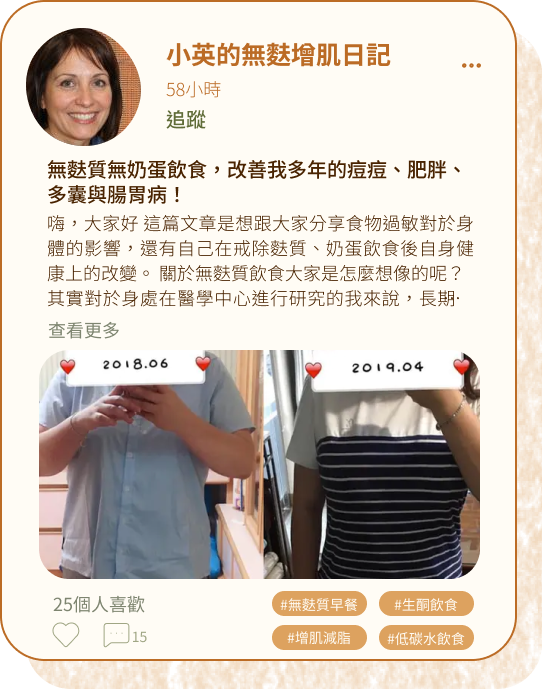 小英的無麩增肌日記
58小時
追蹤
無麩質無奶蛋飲食，改善我多年的痘痘、肥胖、
多囊與腸胃病！
嗨，大家好 這篇文章是想跟大家分享食物過敏對於身
體的影響，還有自己在戒除麩質、奶蛋飲食後自身健
康上的改變。 關於無麩質飲食大家是怎麼想像的呢？
其實對於身處在醫學中心進行研究的我來說，長期·
查看更多
2018.06
2019.04
25個人喜歡
15
#無麩質早餐
#生酮飲食
#增肌減脂
#低碳水飲食